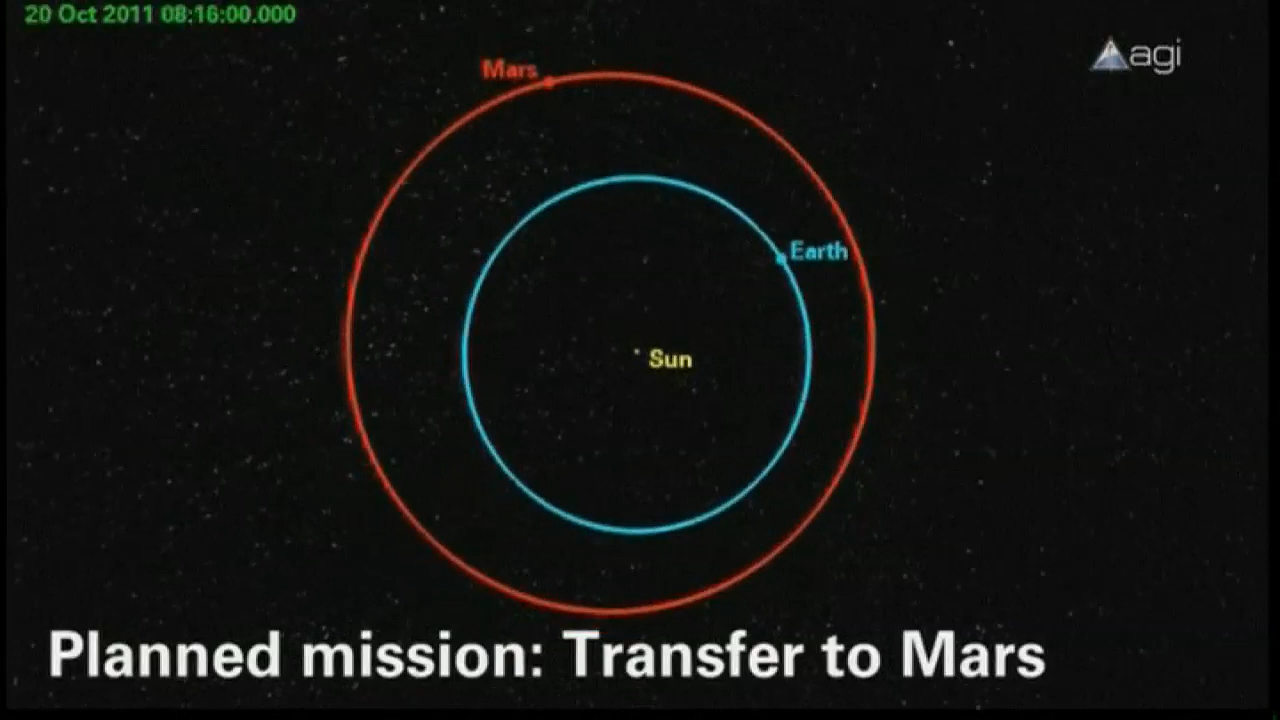 20 Oct 2011 08:16:00.000
agi
Mars
Earth
Sun
Planned mission: Transfer to Mars